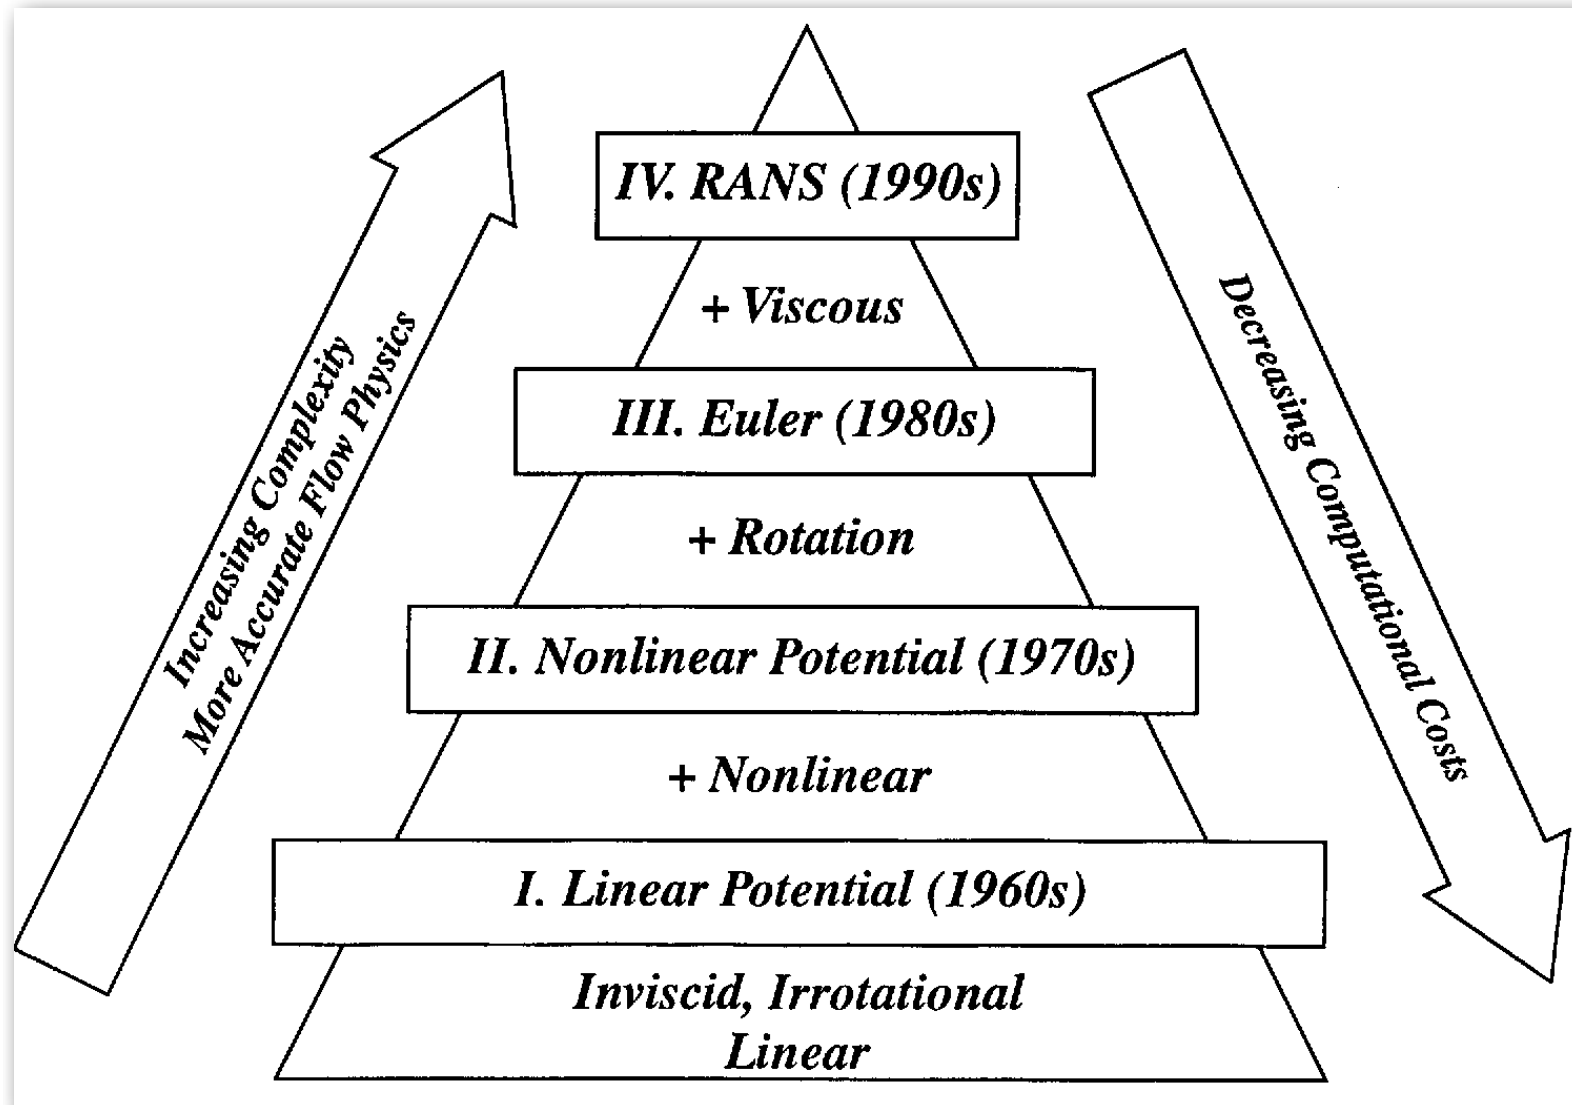 IV. RANS (1990s)
+ Viscous
III. Euler (1980s)
+ Rotation
II. Nonlinear Potential (1970s)
+ Nonlinear
I. Linear Potential (1960s)
Inviscid, Irrotational
Linear
Increasing Complexity
More Accurate Flow Physics
Decreasing Computational Costs